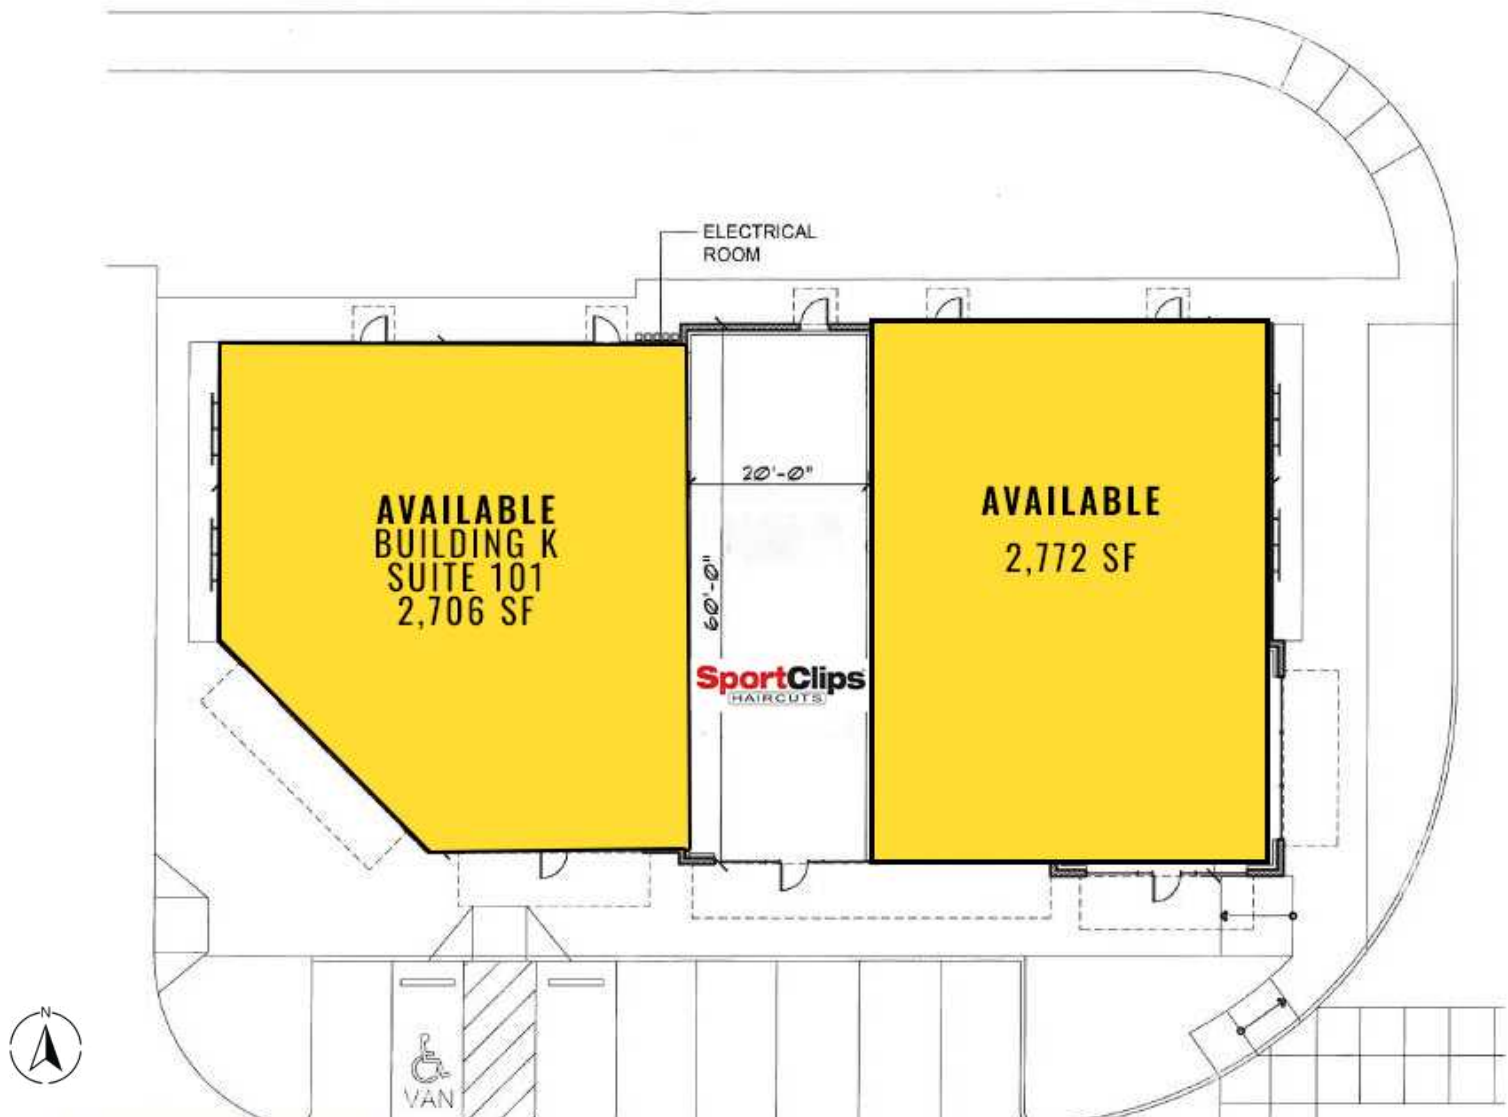 ELECTRICAL
ROOM
20'-0"
AVAILABLE
BUILDING K
SUITE 101
2,706 SF
AVAILABLE
2,772 SF
60'-0"
SportClips
HAIRCUTS
N
VAN